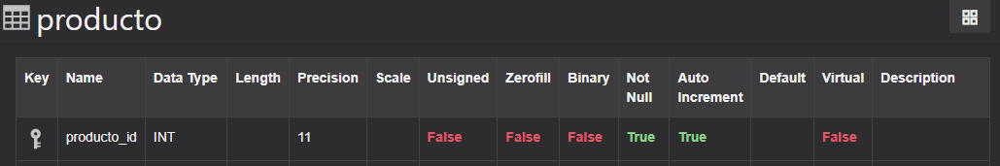 producto
Key Name Data Type Length Precision Scale Unsigned Zerofill Binary Not Null Auto Increment Default Virtual Description
producto_id INT 11 False False False True True False